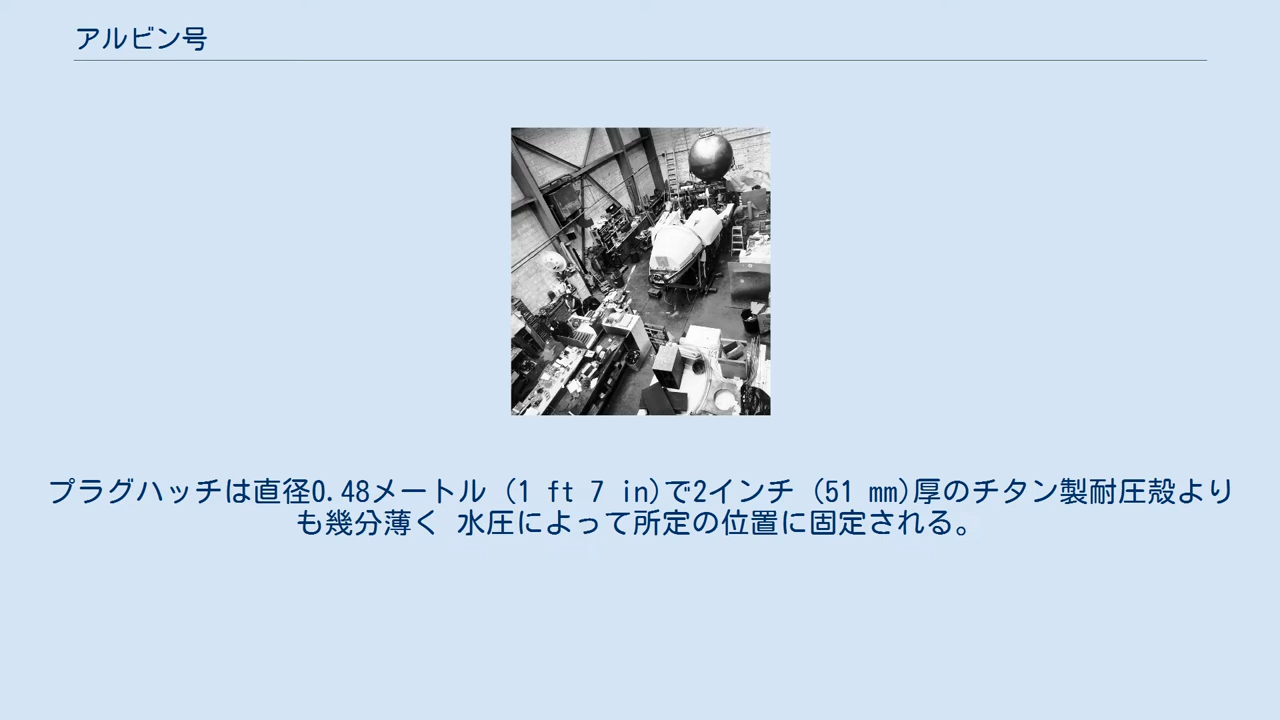 アルビン号
プラグハッチは直径0.48メートル (1 ft 7 in)で2インチ (51 mm)厚のチタン製耐圧殻より
も幾分薄く 水圧によって所定の位置に固定される。